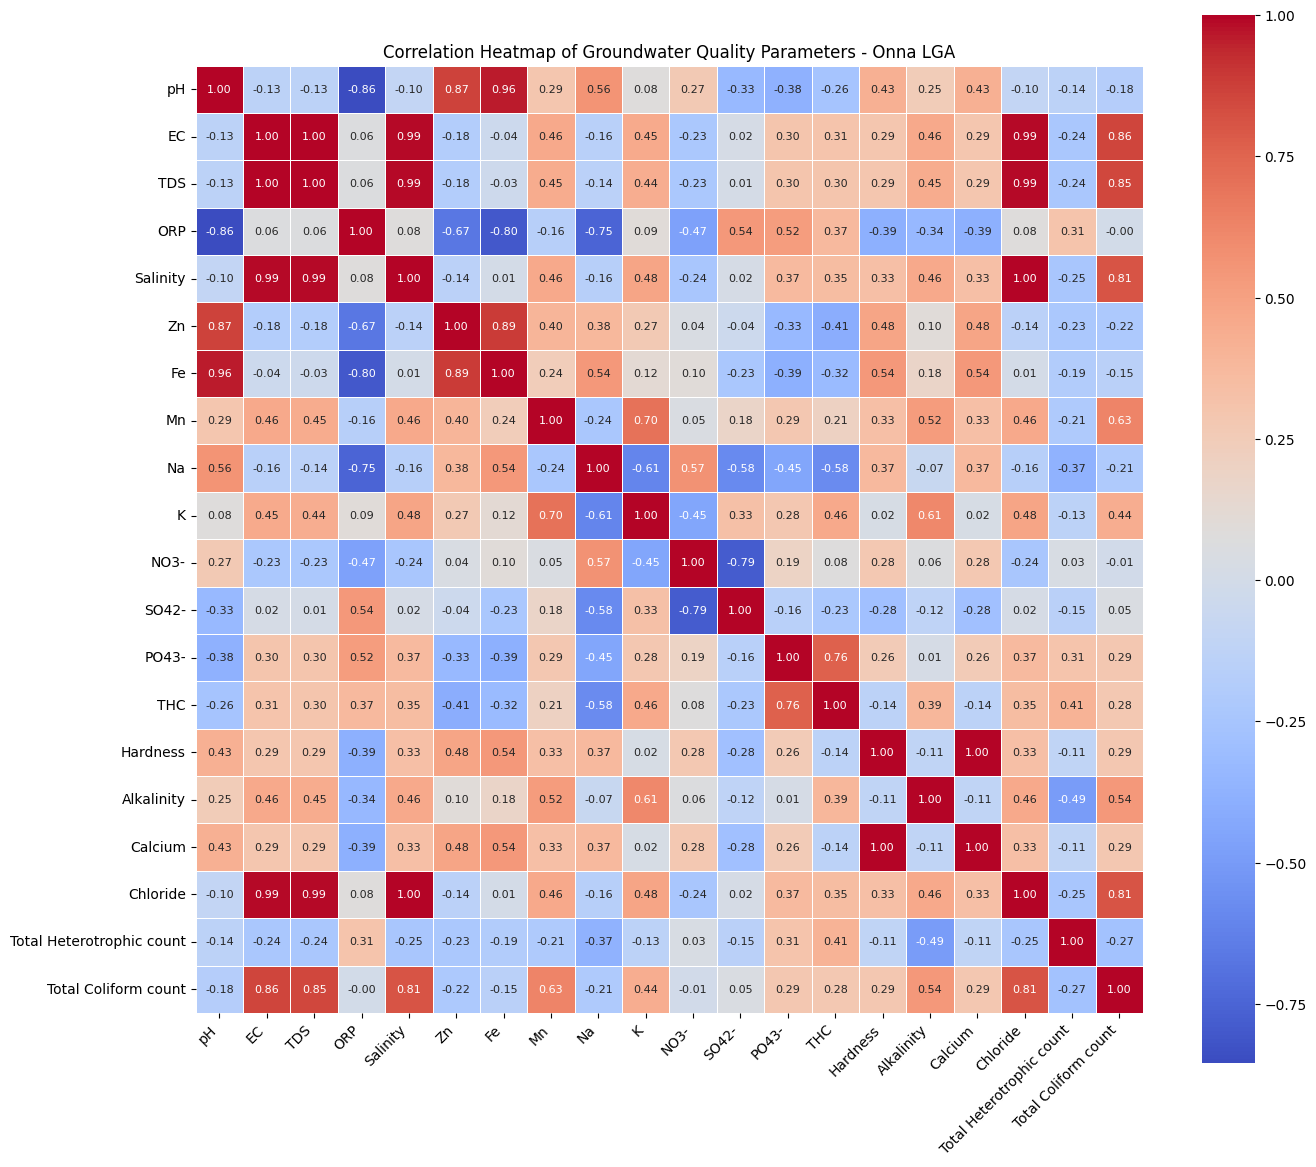 Correlation Heatmap of Groundwater Quality Parameters - Onna LGA
pH 1.00 -0.13 -0.13 -0.86 -0.10 0.87 0.96 0.29 0.56 0.08 0.27 -0.33 -0.38 -0.26 0.43 0.25 0.43 -0.10 -0.14 -0.18
EC -0.13 1.00 1.00 0.06 0.99 -0.18 -0.04 0.46 -0.16 0.45 -0.23 0.02 0.30 0.31 0.29 0.46 0.29 0.99 -0.24 0.86
TDS -0.13 1.00 1.00 0.06 0.99 -0.18 -0.03 0.45 -0.14 0.44 -0.23 0.01 0.30 0.30 0.29 0.45 0.29 0.99 -0.24 0.85
ORP -0.86 0.06 0.06 1.00 0.08 -0.67 -0.80 -0.16 -0.75 0.09 -0.47 0.54 0.52 0.37 -0.39 -0.34 -0.39 0.08 0.31 -0.00
Salinity -0.10 0.99 0.99 0.08 1.00 -0.14 0.01 0.46 -0.16 0.48 -0.24 0.02 0.37 0.35 0.33 0.46 0.33 1.00 -0.25 0.81
Zn 0.87 -0.18 -0.18 -0.67 -0.14 1.00 0.89 0.40 0.38 0.27 0.04 -0.04 -0.33 -0.41 0.48 0.10 0.48 -0.14 -0.23 -0.22
Fe 0.96 -0.04 -0.03 -0.80 0.01 0.89 1.00 0.24 0.54 0.12 0.10 -0.23 -0.39 -0.32 0.54 0.18 0.54 0.01 -0.19 -0.15
Mn 0.29 0.46 0.45 -0.16 0.46 0.40 0.24 1.00 -0.24 0.70 0.05 0.18 0.29 0.21 0.33 0.52 0.33 0.46 -0.21 0.63
Na 0.56 -0.16 -0.14 -0.75 -0.16 0.38 0.54 -0.24 1.00 -0.61 0.57 -0.58 -0.45 -0.58 0.37 -0.07 0.37 -0.16 -0.37 -0.21
K 0.08 0.45 0.44 0.09 0.48 0.27 0.12 0.70 -0.61 1.00 -0.45 0.33 0.28 0.46 0.02 0.61 0.02 0.48 -0.13 0.44
NO3- 0.27 -0.23 -0.23 -0.47 -0.24 0.04 0.10 0.05 0.57 -0.45 1.00 -0.79 0.19 0.08 0.28 0.06 0.28 -0.24 0.03 -0.01
SO42- -0.33 0.02 0.01 0.54 0.02 -0.04 -0.23 0.18 -0.58 0.33 -0.79 1.00 -0.16 -0.23 -0.28 -0.12 -0.28 0.02 -0.15 0.05
PO43- -0.38 0.30 0.30 0.52 0.37 -0.33 -0.39 0.29 -0.45 0.28 0.19 -0.16 1.00 0.76 0.26 0.01 0.26 0.37 0.31 0.29
THC -0.26 0.31 0.30 0.37 0.35 -0.41 -0.32 0.21 -0.58 0.46 0.08 -0.23 0.76 1.00 -0.14 0.39 -0.14 0.35 0.41 0.28
Hardness 0.43 0.29 0.29 -0.39 0.33 0.48 0.54 0.33 0.37 0.02 0.28 -0.28 0.26 -0.14 1.00 -0.11 1.00 0.33 -0.11 0.29
Alkalinity 0.25 0.46 0.45 -0.34 0.46 0.10 0.18 0.52 -0.07 0.61 0.06 -0.12 0.01 0.39 -0.11 1.00 -0.11 0.46 -0.49 0.54
Calcium 0.43 0.29 0.29 -0.39 0.33 0.48 0.54 0.33 0.37 0.02 0.28 -0.28 0.26 -0.14 1.00 -0.11 1.00 0.33 -0.11 0.29
Chloride -0.10 0.99 0.99 0.08 1.00 -0.14 0.01 0.46 -0.16 0.48 -0.24 0.02 0.37 0.35 0.33 0.46 0.33 1.00 -0.25 0.81
Total Heterotrophic count -0.14 -0.24 -0.24 0.31 -0.25 -0.23 -0.19 -0.21 -0.37 -0.13 0.03 -0.15 0.31 0.41 -0.11 -0.49 -0.11 -0.25 1.00 -0.27
Total Coliform count -0.18 0.86 0.85 -0.00 0.81 -0.22 -0.15 0.63 -0.21 0.44 -0.01 0.05 0.29 0.28 0.29 0.54 0.29 0.81 -0.27 1.00
pH
EC
TDS
ORP
Salinity
Zn
Fe
Mn
Na
K
NO3-
SO42-
PO43-
THC
Hardness
Alkalinity
Calcium
Chloride
Total Heterotrophic count
Total Coliform count
1.00
0.75
0.50
0.25
0.00
−0.25
−0.50
−0.75